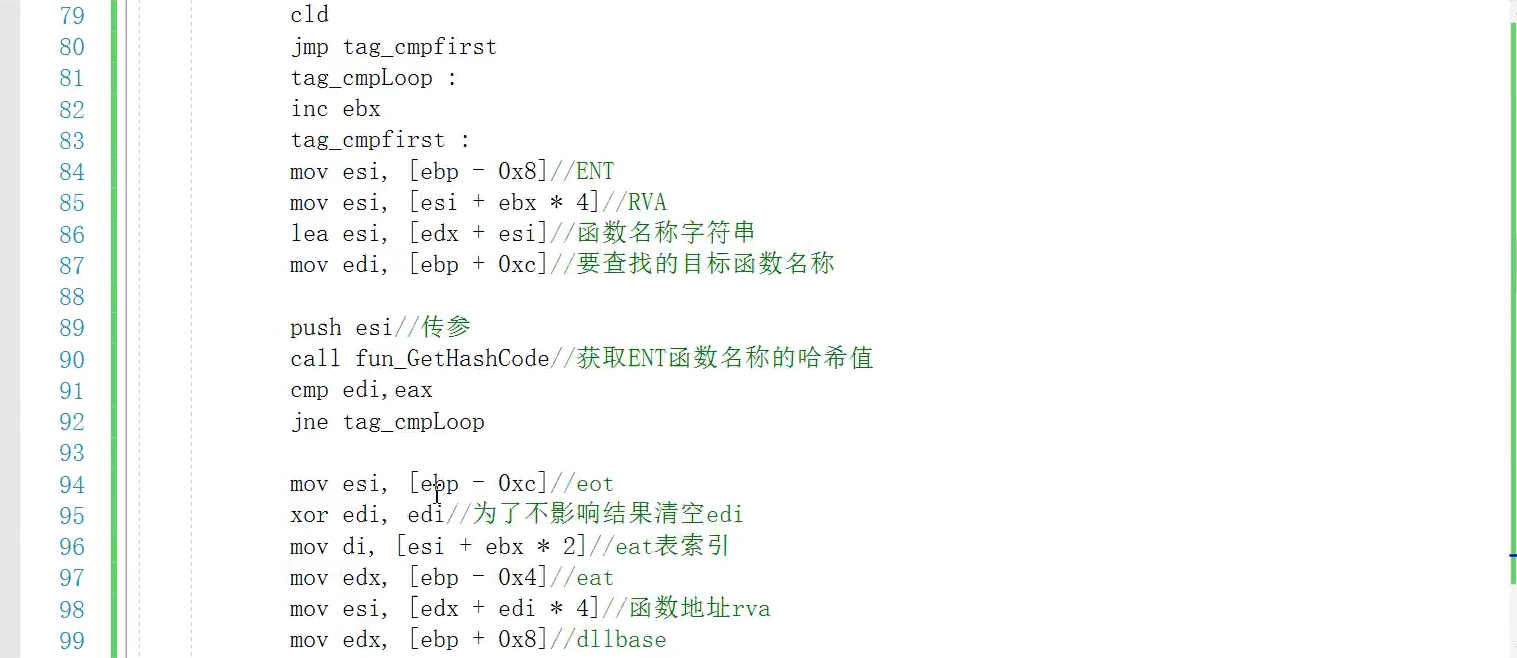 79 cld
80 jmp tag_cmpfirst
81 tag_cmpLoop :
82 inc ebx
83 tag_cmpfirst :
84 mov esi, [ebp - 0x8]//ENT
85 mov esi, [esi + ebx * 4]//RVA
86 lea esi, [edx + esi]//函数名称字符串
87 mov edi, [ebp + 0xc]//要查找的目标函数名称
88
89 push esi//传参
90 call fun_GetHashCode//获取ENT函数名称的哈希值
91 cmp edi,eax
92 jne tag_cmpLoop
93
94 mov esi, [ebp - 0xc]//eot
95 xor edi, edi//为了不影响结果清空edi
96 mov di, [esi + ebx * 2]//eat表索引
97 mov edx, [ebp - 0x4]//eat
98 mov esi, [edx + edi * 4]//函数地址rva
99 mov edx, [ebp + 0x8]//dllbase